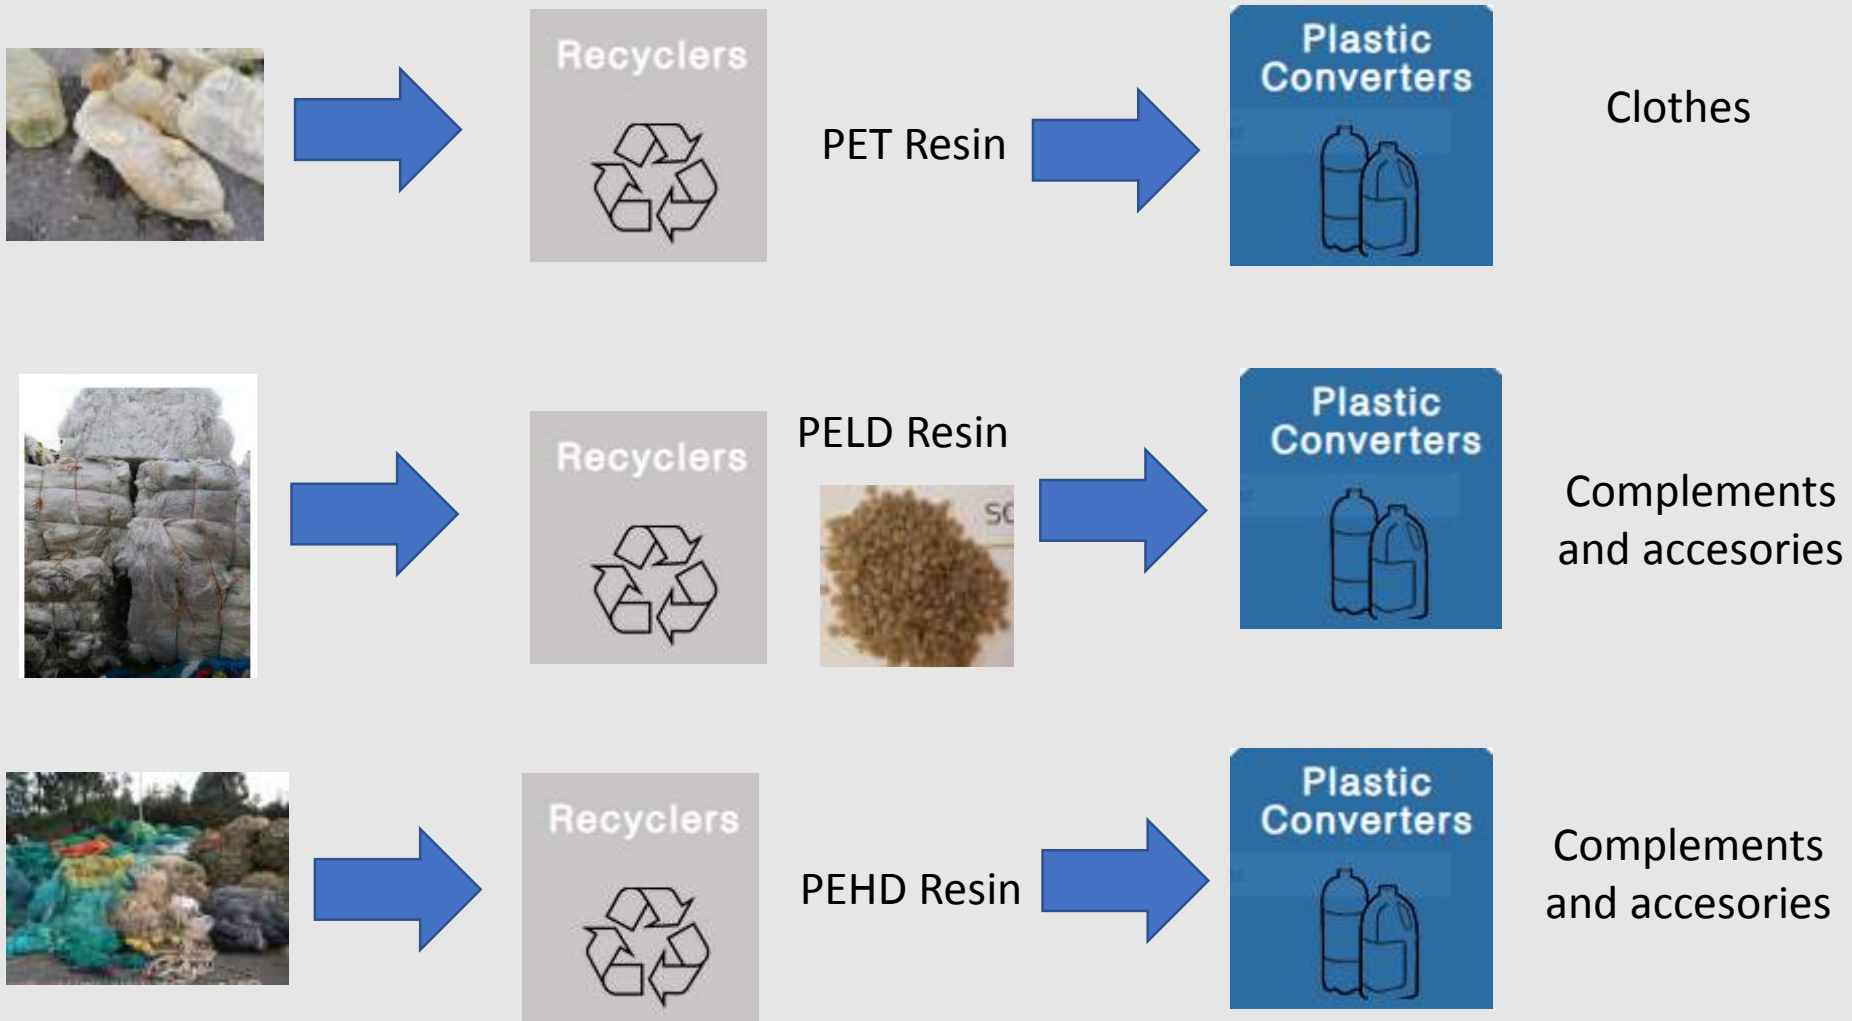 Recyclers
PET Resin
Plastic
Converters
Clothes
Recyclers
PELD Resin
SC
Plastic
Converters
Complements
and accesories
Recyclers
PEHD Resin
Plastic
Converters
Complements
and accesories